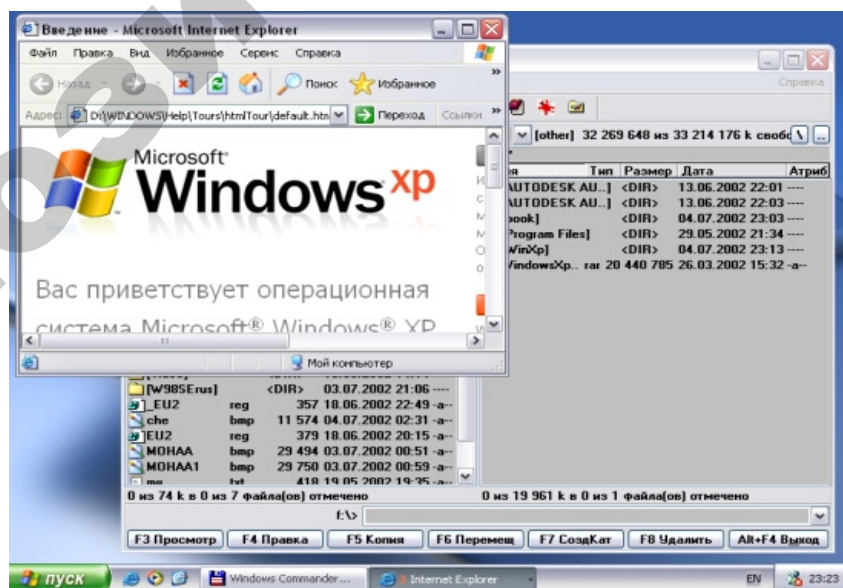 Введение - Microsoft Internet Explorer
Файл Правка Вид Избранное Сервис Справка
Назад Поиск Избранное »
Адрес: D:\WINDOWS\Help\Tours\htmlTour\default.htm Переход Ссылки »
Microsoft®
Windows xp
Вас приветствует операционная
система Microsoft® Windows® XP
Мой компьютер
Справка
[other] 32 269 648 из 33 214 176 k своб \ ..
Тип Размер Дата Атриб
AUTODESK AU..] <DIR> 13.06.2002 22:01 ----
AUTODESK AU..] <DIR> 13.06.2002 22:03 ----
book] <DIR> 04.07.2002 23:03 ----
Program Files] <DIR> 29.05.2002 21:34 ----
WinXp] <DIR> 04.07.2002 23:13 ----
WindowsXp.. rar 20 440 785 26.03.2002 15:32 -a--
[W98SErus] <DIR> 03.07.2002 21:06 ----
_EU2 reg 357 18.06.2002 22:49 -a--
che bmp 11 574 04.07.2002 02:31 -a--
EU2 reg 379 18.06.2002 20:15 -a--
MOHAA bmp 29 494 03.07.2002 00:51 -a--
MOHAA1 bmp 29 750 03.07.2002 00:59 -a--
txt 418 19.05.2002 19:35 -a--
0 из 74 k в 0 из 7 файла(ов) отмечено
0 из 19 961 k в 0 из 1 файла(ов) отмечено
f:\>
F3 Просмотр F4 Правка F5 Копия F6 Перемещ F7 СоздКат F8 Удалить Alt+F4 Выход
пуск Windows Commander... 3 Internet Explorer EN 23:23